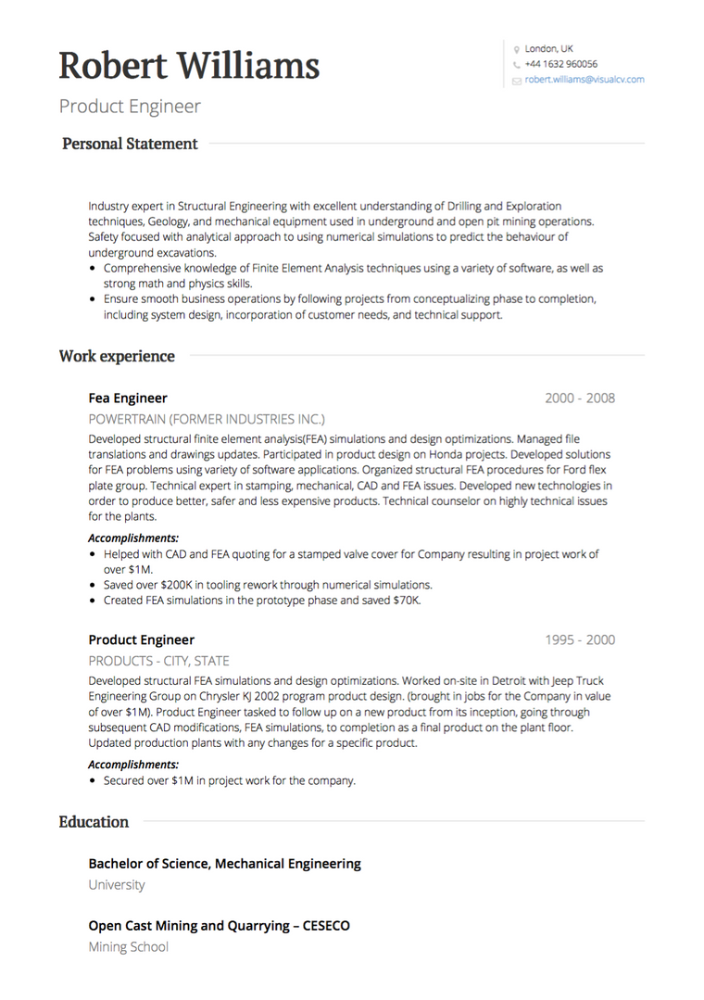 Robert Williams
Product Engineer
London, UK
+44 1632 960056
robert.williams@visualcv.com
Personal Statement
Industry expert in Structural Engineering with excellent understanding of Drilling and Exploration
techniques, Geology, and mechanical equipment used in underground and open pit mining operations.
Safety focused with analytical approach to using numerical simulations to predict the behaviour of
underground excavations.
• Comprehensive knowledge of Finite Element Analysis techniques using a variety of software, as well as
strong math and physics skills.
• Ensure smooth business operations by following projects from conceptualizing phase to completion,
including system design, incorporation of customer needs, and technical support.
Work experience
Fea Engineer 2000 - 2008
POWERTRAIN (FORMER INDUSTRIES INC.)
Developed structural finite element analysis(FEA) simulations and design optimizations. Managed file
translations and drawings updates. Participated in product design on Honda projects. Developed solutions
for FEA problems using variety of software applications. Organized structural FEA procedures for Ford flex
plate group. Technical expert in stamping, mechanical, CAD and FEA issues. Developed new technologies in
order to produce better, safer and less expensive products. Technical counselor on highly technical issues
for the plants.
Accomplishments:
• Helped with CAD and FEA quoting for a stamped valve cover for Company resulting in project work of
over $1M.
• Saved over $200K in tooling rework through numerical simulations.
• Created FEA simulations in the prototype phase and saved $70K.
Product Engineer 1995 - 2000
PRODUCTS - CITY, STATE
Developed structural FEA simulations and design optimizations. Worked on-site in Detroit with Jeep Truck
Engineering Group on Chrysler KJ 2002 program product design. (brought in jobs for the Company in value
of over $1M). Product Engineer tasked to follow up on a new product from its inception, going through
subsequent CAD modifications, FEA simulations, to completion as a final product on the plant floor.
Updated production plants with any changes for a specific product.
Accomplishments:
• Secured over $1M in project work for the company.
Education
Bachelor of Science, Mechanical Engineering
University
Open Cast Mining and Quarrying – CESECO
Mining School